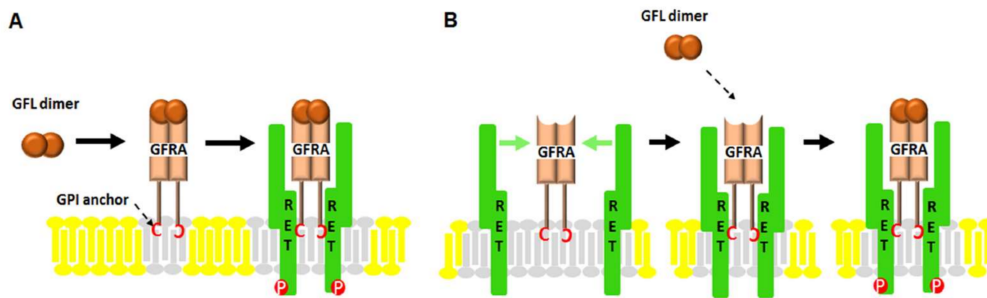 A
GFL dimer
GFRA
GPI anchor
C C
GFRA
RET
RET
C C
P
P
B
GFL dimer
RET
GFRA
RET
C C
GFRA
RET
RET
C C
GFRA
RET
RET
C C
P
P